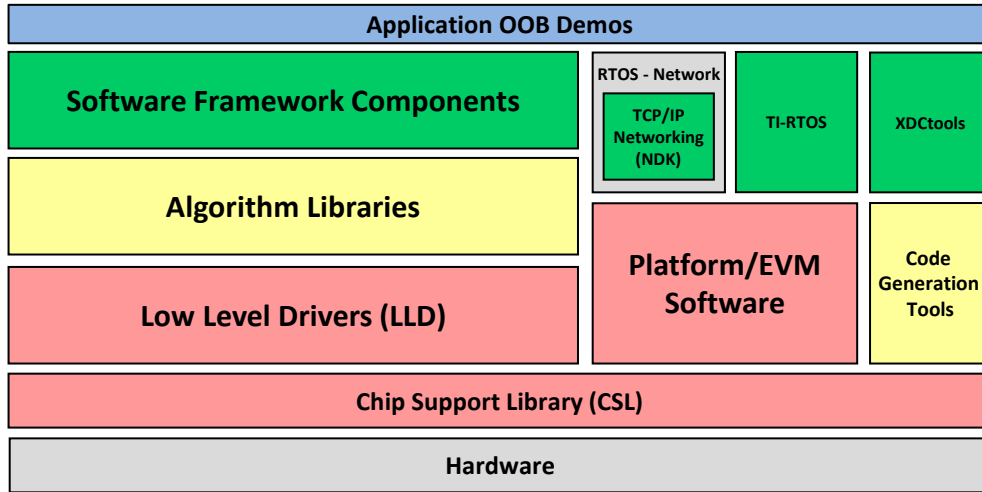 Application OOB Demos
Software Framework Components
RTOS - Network
TCP/IP
Networking
(NDK)
TI-RTOS
XDCtools
Algorithm Libraries
Platform/EVM
Software
Code
Generation
Tools
Low Level Drivers (LLD)
Chip Support Library (CSL)
Hardware